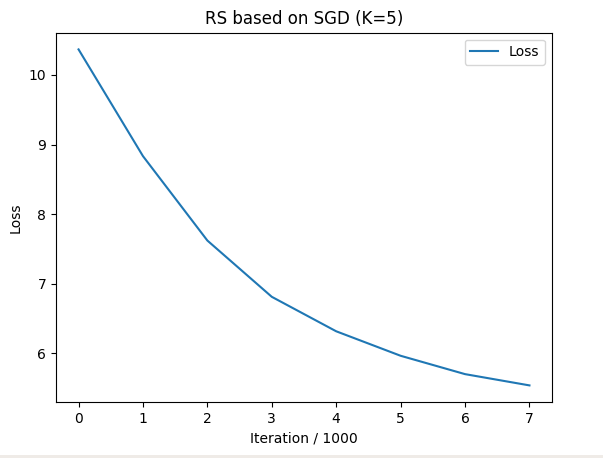 RS based on SGD (K=5)
Loss
10
9
8
7
6
Loss
0 1 2 3 4 5 6 7
Iteration / 1000